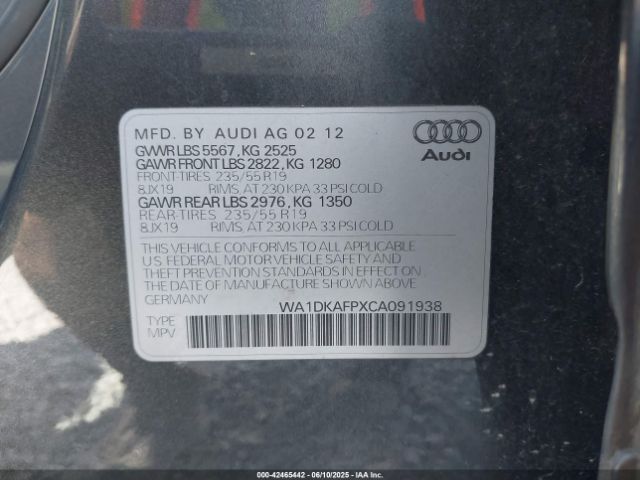 MFD. BY AUDI AG 02 12
GVWR LBS 5567, KG 2525
GAWR FRONT LBS 2822, KG 1280
FRONT-TIRES 235/55 R19
8JX19 RIMS, AT 230 KPA 33 PSI COLD
GAWR REAR LBS 2976, KG 1350
REAR-TIRES 235/55 R19
8JX19 RIMS, AT 230 KPA 33 PSI COLD
Audi
THIS VEHICLE CONFORMS TO ALL APPLICABLE
US FEDERAL MOTOR VEHICLE SAFETY AND
THEFT PREVENTION STANDARDS IN EFFECT ON
THE DATE OF MANUFACTURE SHOWN ABOVE.
WA1DKAFPXCA091938
TYPE
MPV
000-42465442 - 06/10/2025 - © IAA Holdings, LLC